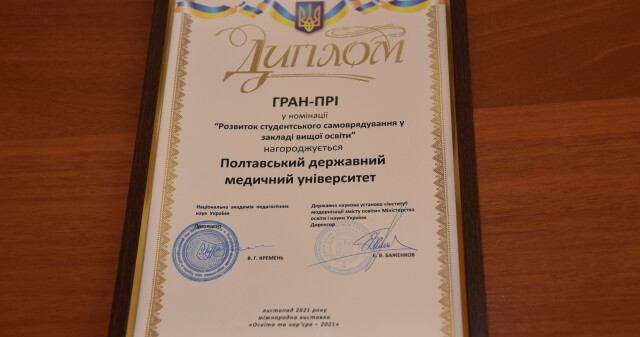 Диплом
ГРАН-ПРІ
у номінації
“Розвиток студентського самоврядування у
закладі вищої освіти”
нагороджується
Полтавський державний
медичний університет
Національна академія педагогічних
наук України
Президент
В. Г. КРЕМЕНЬ
Державна наукова установа «Інститут
модернізації змісту освіти» Міністерства
освіти і науки України
Директор
Є. В. БАЖЕНКОВ
листопад 2021 року
міжнародна виставка
«Освіта та кар’єра – 2021»